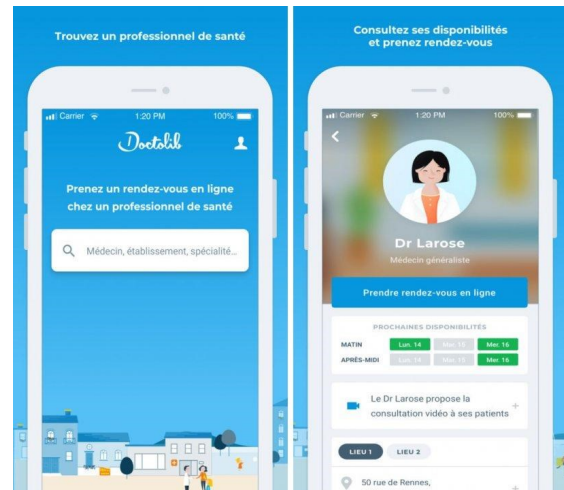 Trouvez un professionnel de santé
Carrier 1:20 PM 100%
Doctolib
Prenez un rendez-vous en ligne
chez un professionnel de santé
Médecin, établissement, spécialité...
Consultez ses disponibilités
et prenez rendez-vous
Carrier 1:20 PM 100%
Dr Larose
Médecin généraliste
Prendre rendez-vous en ligne
PROCHAINES DISPONIBILITÉS
MATIN Lun. 14 Mar. 15 Mer. 16
APRÈS-MIDI Lun. 14 Mar. 15 Mer. 16
Le Dr Larose propose la
consultation vidéo à ses patients
LIEU 1 LIEU 2
50 rue de Rennes,